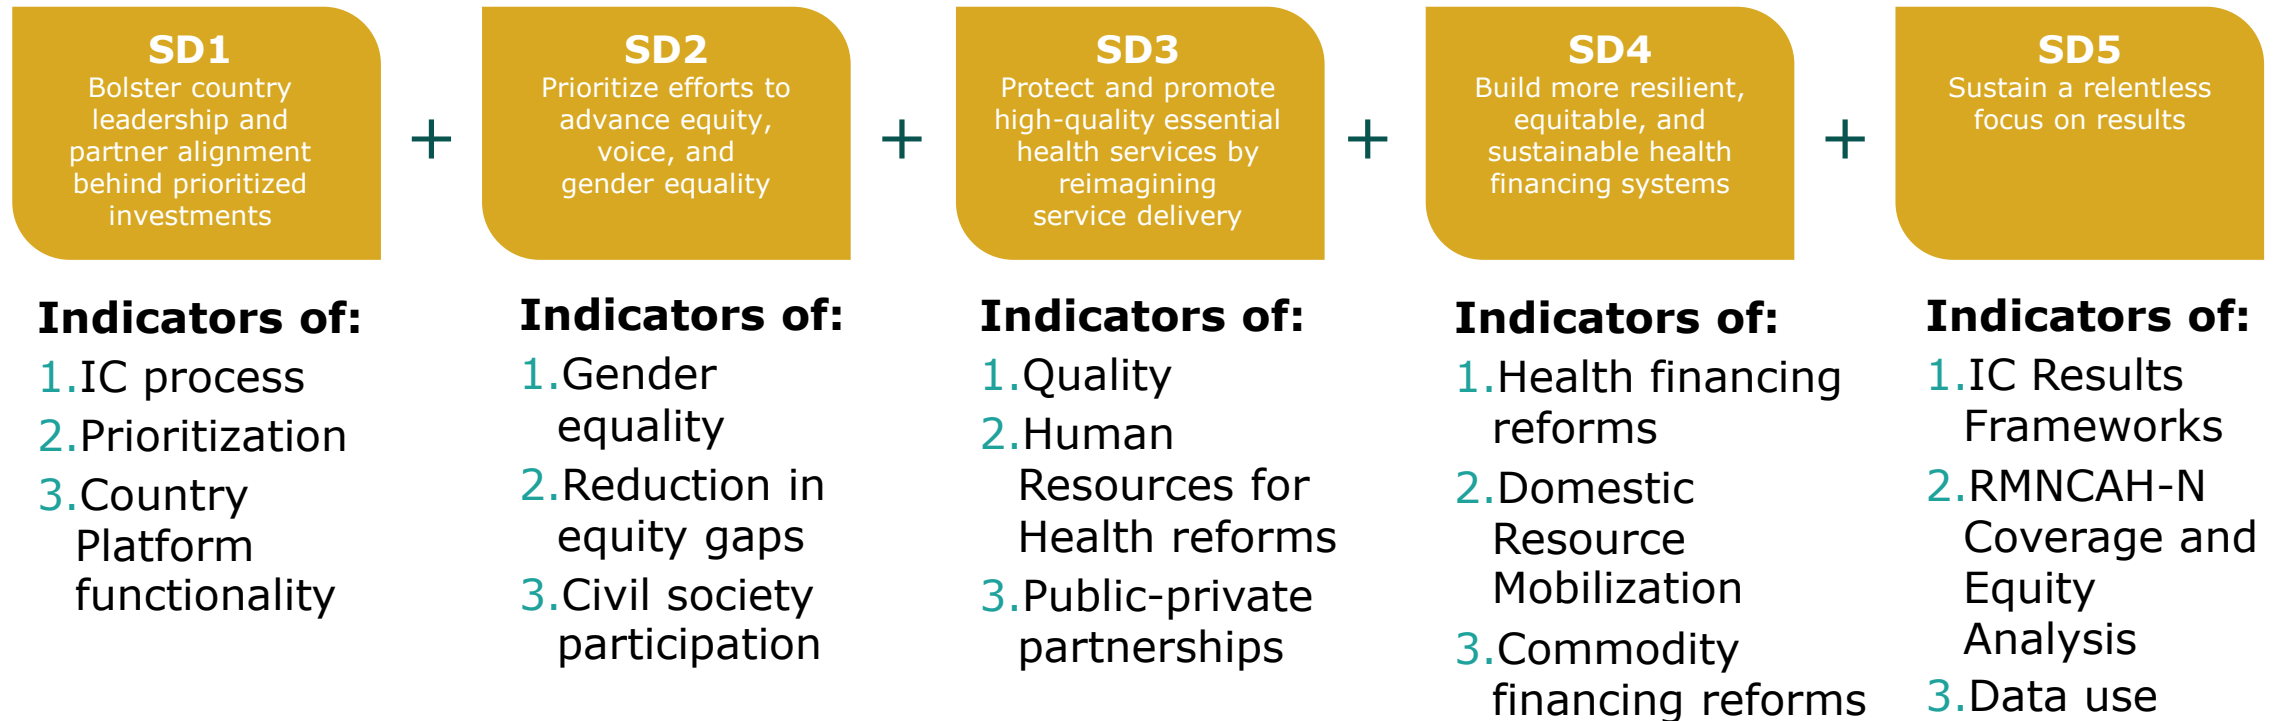 SD1
Bolster country
leadership and
partner alignment
behind prioritized
investments
+
SD2
Prioritize efforts to
advance equity,
voice, and
gender equality
+
SD3
Protect and promote
high-quality essential
health services by
reimagining
service delivery
+
SD4
Build more resilient,
equitable, and
sustainable health
financing systems
+
SD5
Sustain a relentless
focus on results
Indicators of:
1.IC process
2.Prioritization
3.Country
Platform
functionality
Indicators of:
1.Gender
equality
2.Reduction in
equity gaps
3.Civil society
participation
Indicators of:
1.Quality
2.Human
Resources for
Health reforms
3.Public-private
partnerships
Indicators of:
1.Health financing
reforms
2.Domestic
Resource
Mobilization
3.Commodity
financing reforms
Indicators of:
1.IC Results
Frameworks
2.RMNCAH-N
Coverage and
Equity
Analysis
3.Data use